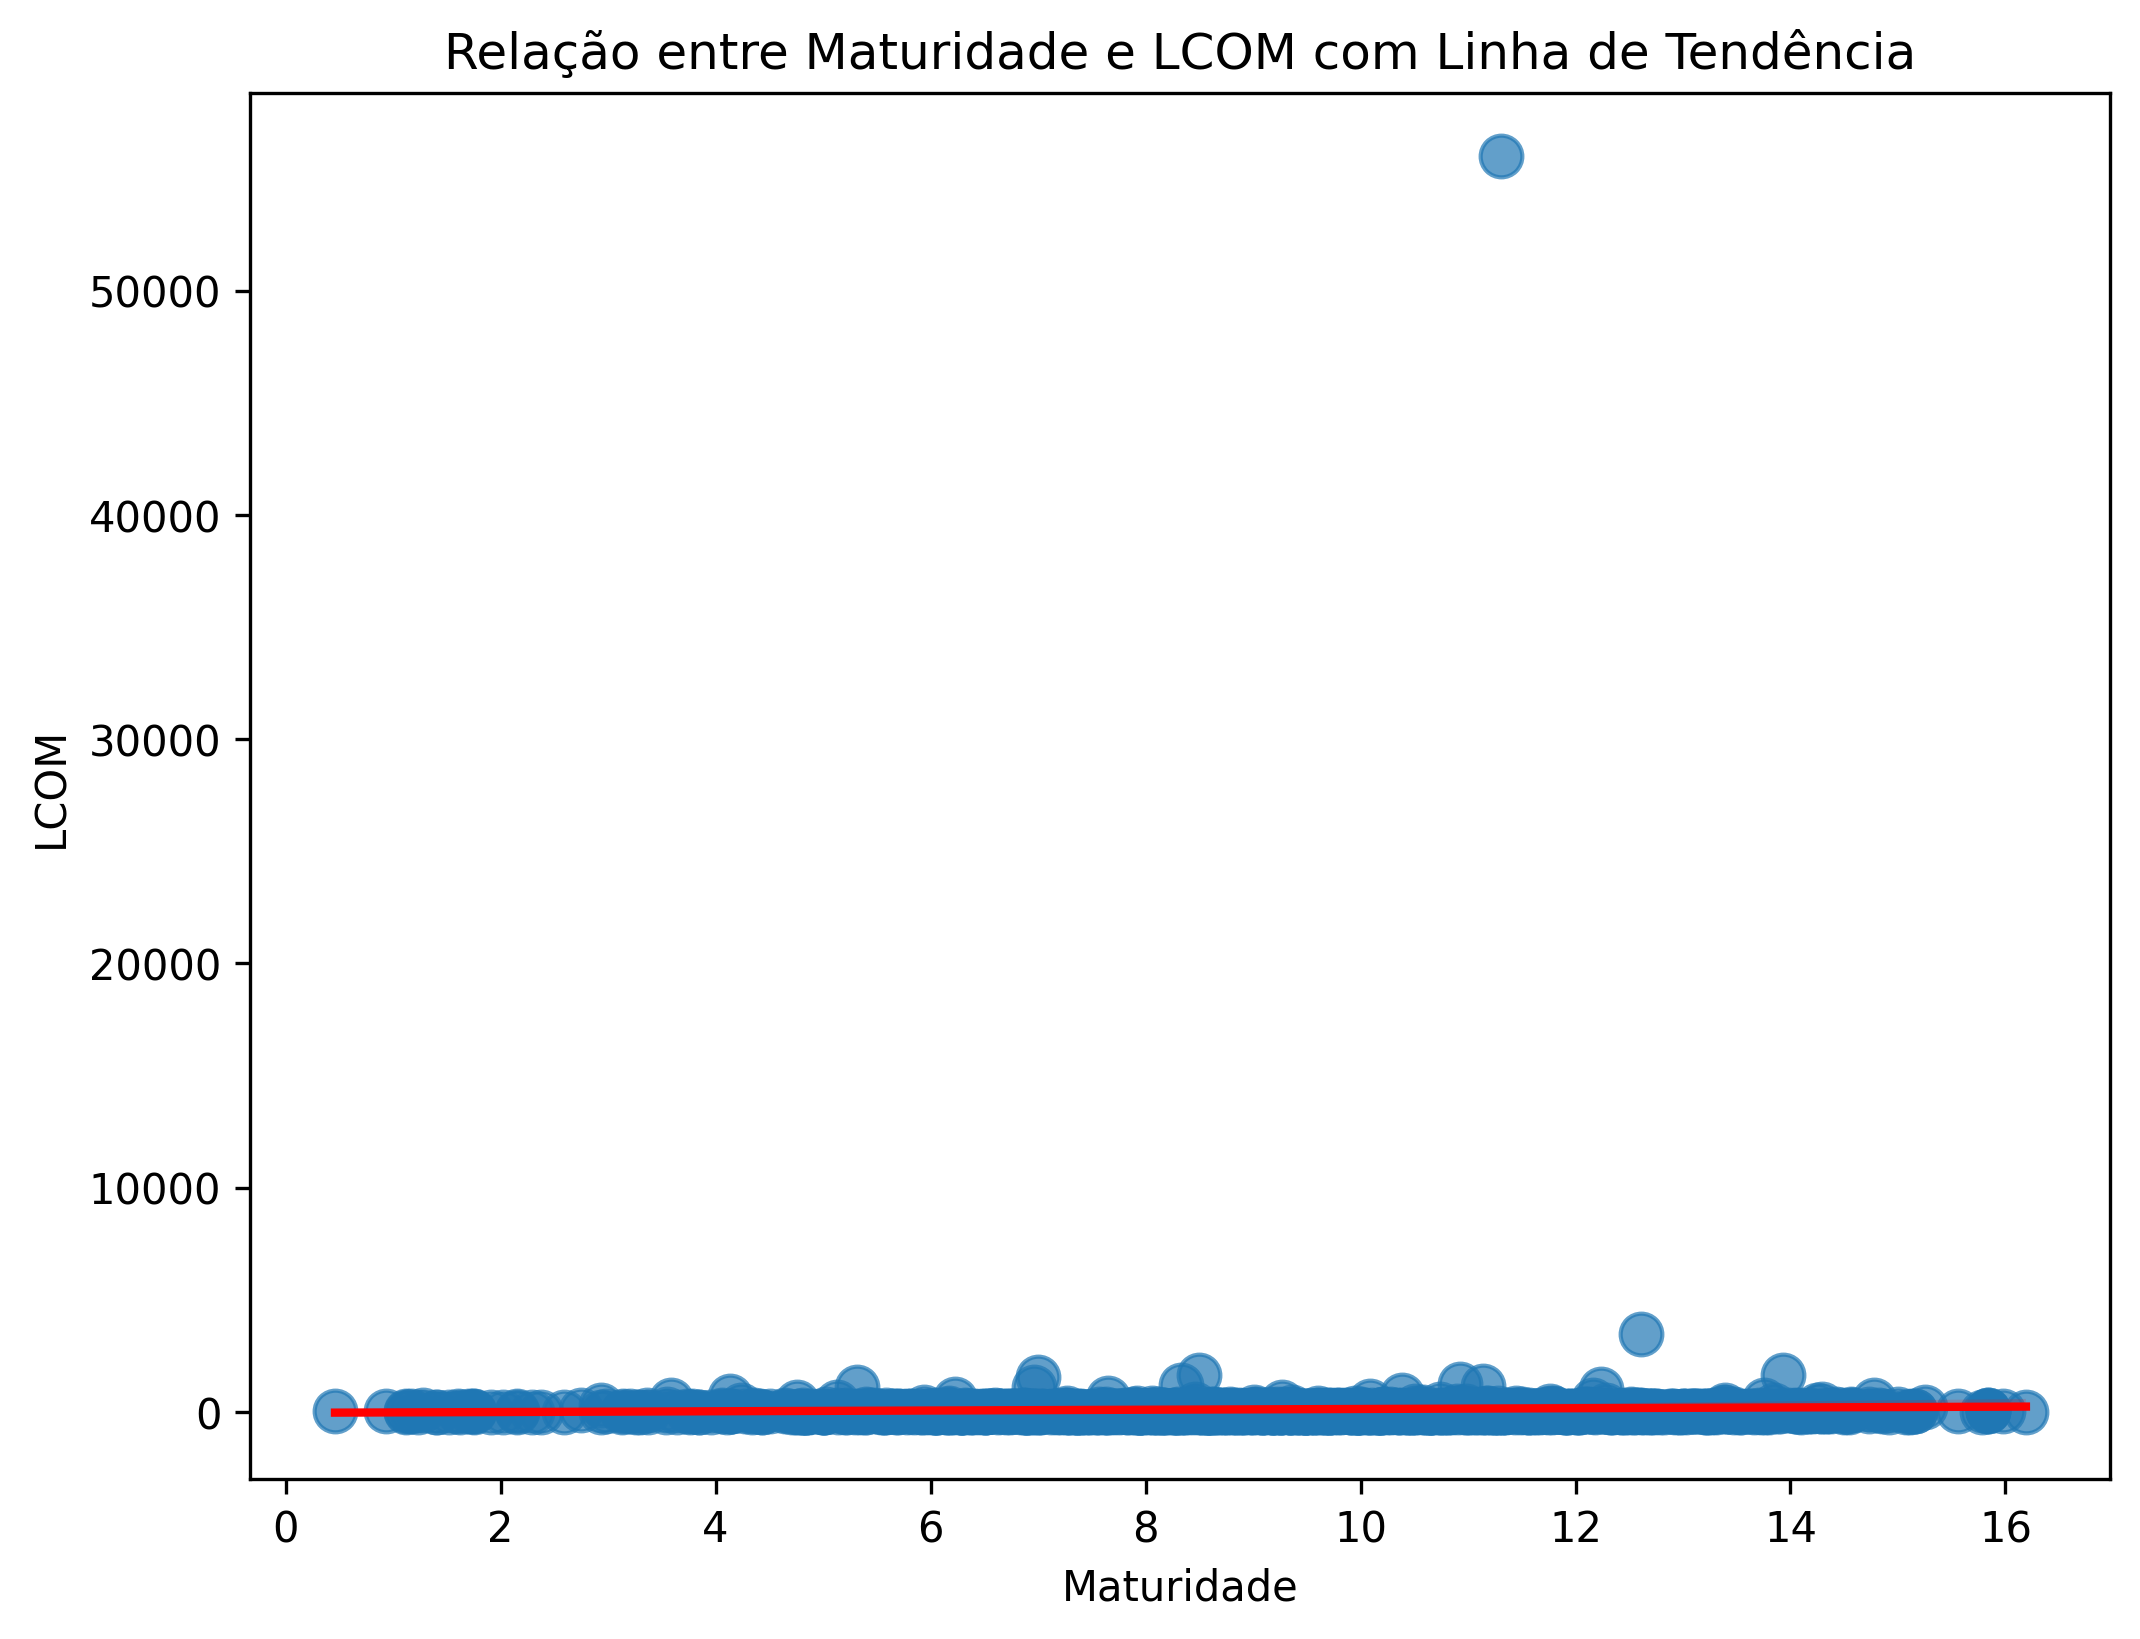 Relação entre Maturidade e LCOM com Linha de Tendência
LCOM
50000
40000
30000
20000
10000
0
0 2 4 6 8 10 12 14 16
Maturidade